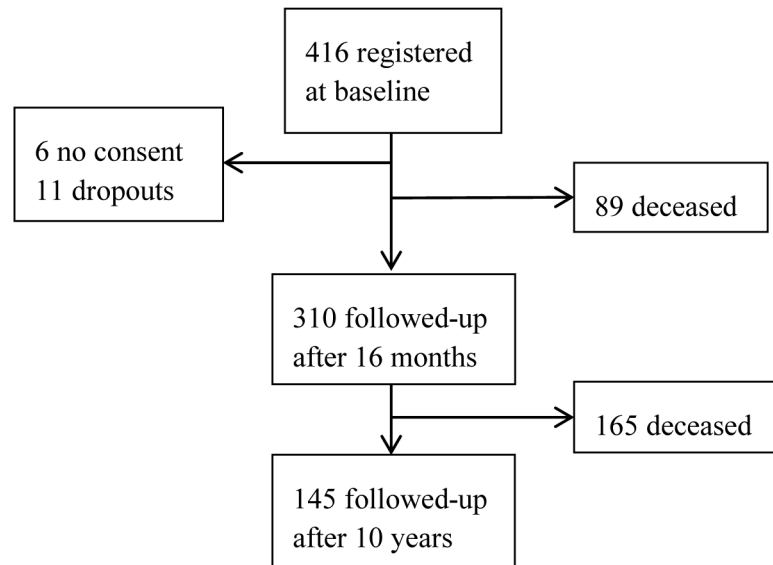 416 registered
at baseline
6 no consent
11 dropouts
89 deceased
310 followed-up
after 16 months
165 deceased
145 followed-up
after 10 years